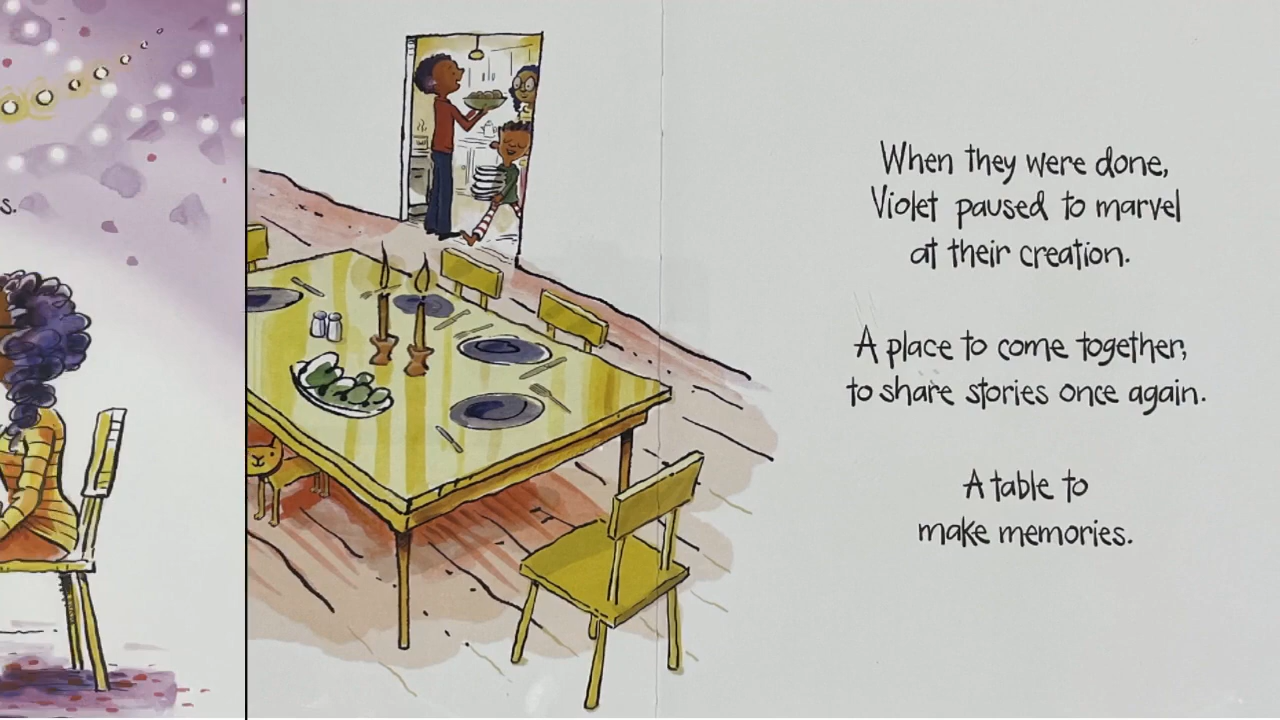 s.
When they were done,
Violet paused to marvel
at their creation.
A place to come together,
to share stories once again.
A table to
make memories.